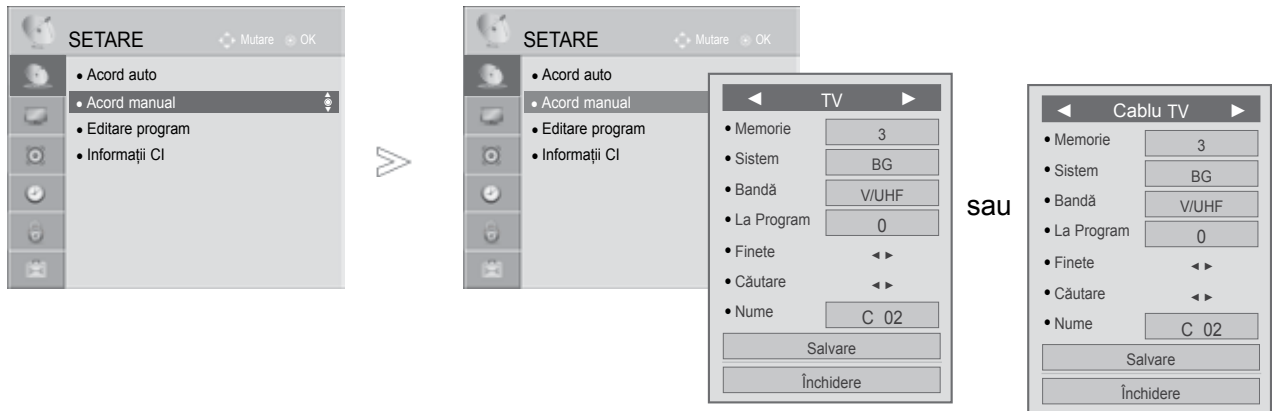 SETARE
Mutare OK
• Acord auto
• Acord manual
• Editare program
• Informații CI
SETARE
Mutare OK
• Acord auto
• Acord manual
• Editare program
• Informații CI
◄ TV ►
• Memorie 3
• Sistem BG
• Bandă V/UHF
• La Program 0
• Finete ◄ ►
• Căutare ◄ ►
• Nume C 02
Salvare
Închidere
sau
◄ Cablu TV ►
• Memorie 3
• Sistem BG
• Bandă V/UHF
• La Program 0
• Finete ◄ ►
• Căutare ◄ ►
• Nume C 02
Salvare
Închidere